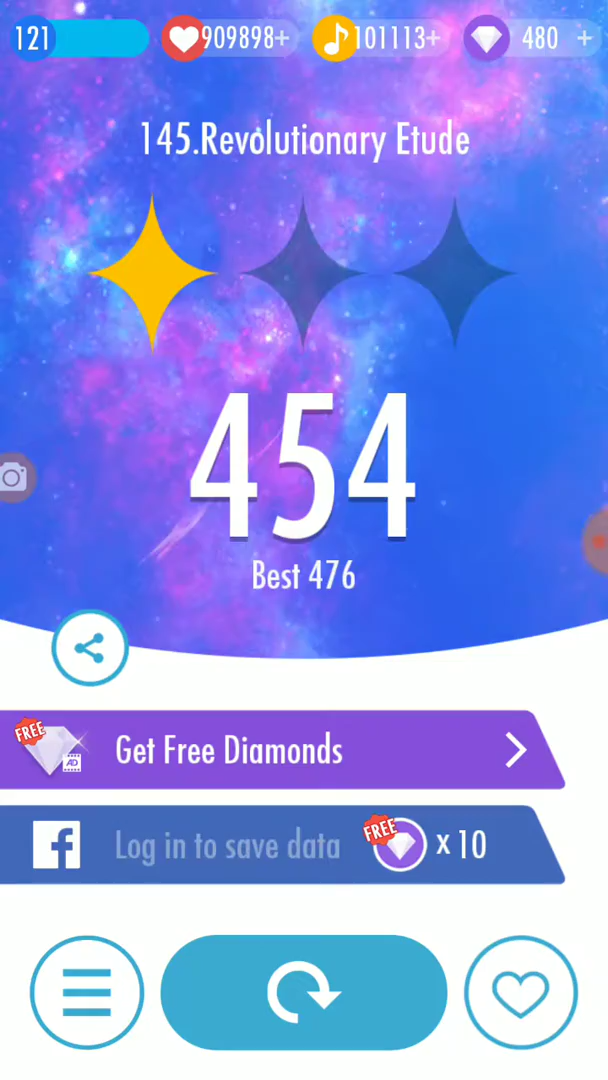 121 909898+ 101113+ 480 +
145.Revolutionary Etude
454
Best 476
FREE
AD
Get Free Diamonds
Log in to save data FREE x 10